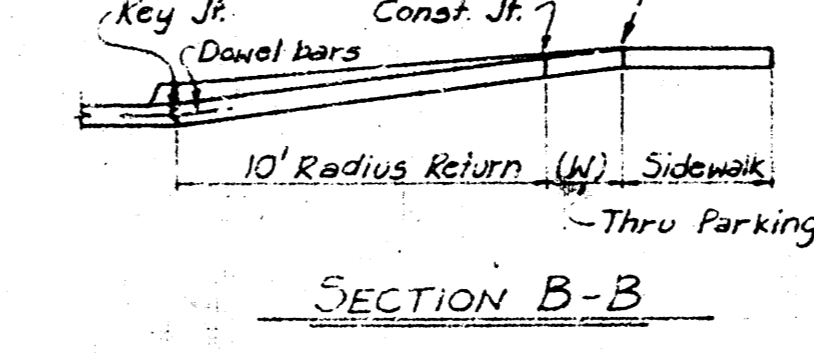 Key Jt.
Const. Jt.
Dowel bars
10' Radius Return (W) Sidewalk
Thru Parking
SECTION B-B